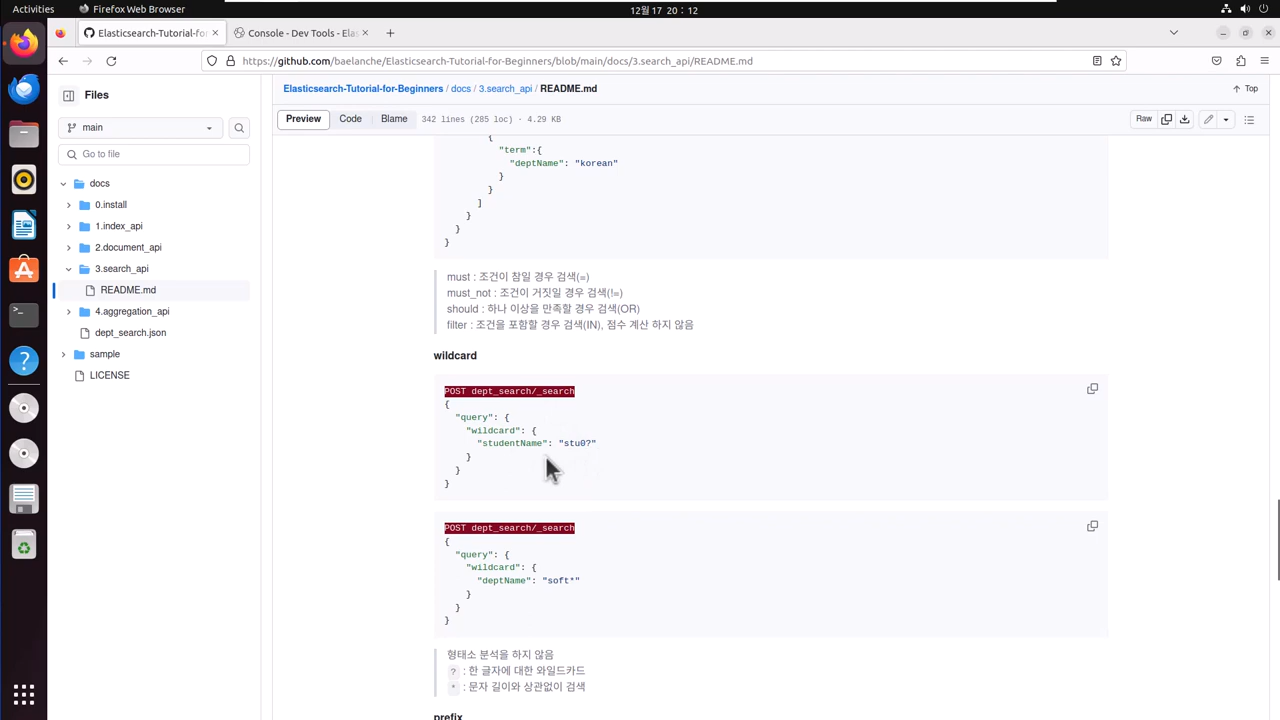 Activities
Firefox Web Browser
12월 17 20 : 12
Elasticsearch-Tutorial-for-
Console - Dev Tools - Elas
https://github.com/baelanche/Elasticsearch-Tutorial-for-Beginners/blob/main/docs/3.search_api/README.md
Files
main
Go to file
docs
0.install
1.index_api
2.document_api
3.search_api
README.md
4.aggregation_api
dept_search.json
sample
LICENSE
Elasticsearch-Tutorial-for-Beginners / docs / 3.search_api / README.md
Top
Preview Code Blame 342 lines (285 loc) · 4.29 KB
Raw
{
"term":{
"deptName": "korean"
}
}
]
}
}
}
must : 조건이 참일 경우 검색(=)
must_not : 조건이 거짓일 경우 검색(!=)
should : 하나 이상을 만족할 경우 검색(OR)
filter : 조건을 포함할 경우 검색(IN), 점수 계산 하지 않음
wildcard
POST dept_search/_search
{
"query": {
"wildcard": {
"studentName": "stu0?"
}
}
}
POST dept_search/_search
{
"query": {
"wildcard": {
"deptName": "soft*"
}
}
}
형태소 분석을 하지 않음
? : 한 글자에 대한 와일드카드
* : 문자 길이와 상관없이 검색
prefix